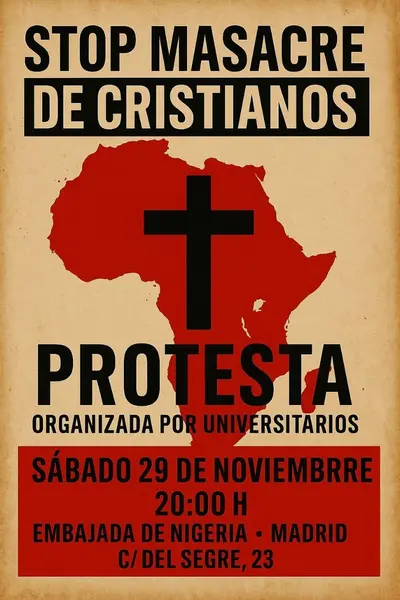 STOP MASACRE
DE CRISTIANOS
PROTESTA
ORGANIZADA POR UNIVERSITARIOS
SÁBADO 29 DE NOVIEMBRRE
20:00 H
EMBAJADA DE NIGERIA • MADRID
C/ DEL SEGRE, 23